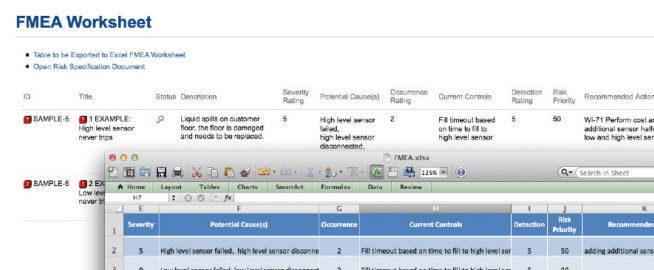 FMEA Worksheet
Table to be Exported to Excel FMEA Worksheet
Open Risk Specification Document
ID Title Status Description Severity Rating Potential Cause(s) Occurrence Rating Current Controls Detection Rating Risk Priority Recommended Action
SAMPLE-5 1 EXAMPLE: High level sensor never trips Liquid spills on customer floor, the floor is damaged and needs to be replaced. 5 High level sensor failed, high level sensor disconnected, 2 Fill timeout based on time to fill to high level sensor 5 50 WI-71 Perform cost an additional sensor half low and high level sen
SAMPLE-6 2 EX Low lev never tr
FMEA.xlsx
125%
Search in Sheet
Home Layout Tables Charts SmartArt Formulas Data Review
H7 fx
E F G H I J K
1 Severity Potential Cause(s) Occurrence Current Controls Detection Risk Priority Recommended
2 5 High level sensor failed, high level sensor disconne 2 Fill timeout based on time to fill to high level ser 5 50 adding additional sens